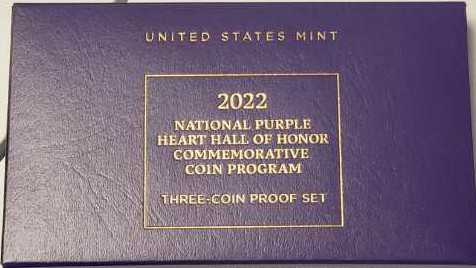 UNITED STATES MINT
2022
NATIONAL PURPLE
HEART HALL OF HONOR
COMMEMORATIVE
COIN PROGRAM
THREE-COIN PROOF SET